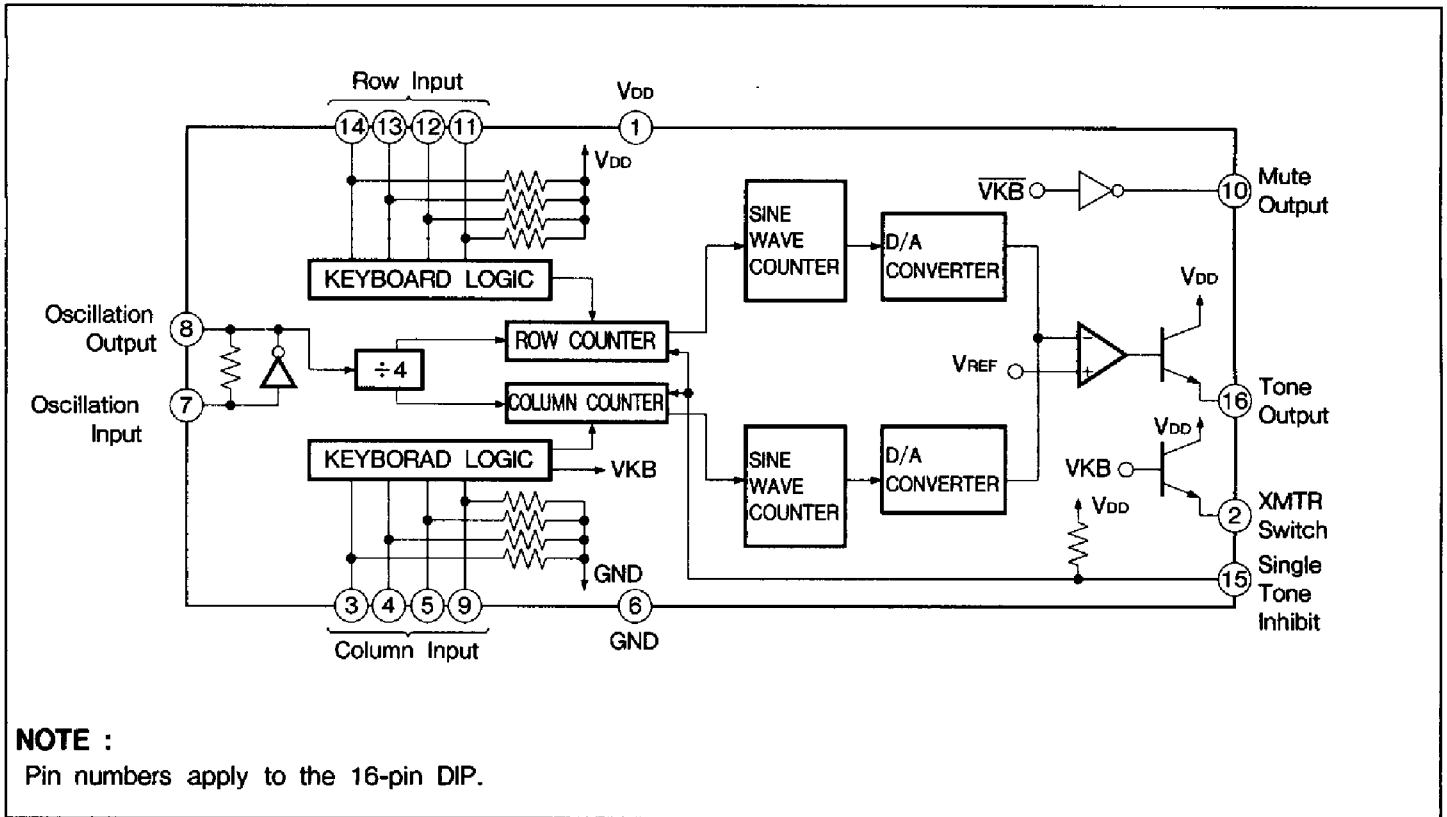 Row Input
VDD
14 13 12 11
1
VDD
VKB
10
Mute
Output
SINE
WAVE
COUNTER
D/A
CONVERTER
KEYBOARD LOGIC
VDD
Oscillation
Output
8
ROW COUNTER
÷4
VREF
−
+
16
Tone
Output
Oscillation
Input
7
COLUMN COUNTER
VDD
KEYBORAD LOGIC
VKB
SINE
WAVE
COUNTER
D/A
CONVERTER
VKB
VDD
2
XMTR
Switch
GND
15
Single
Tone
Inhibit
3 4 5 9
6
GND
Column Input
NOTE :
Pin numbers apply to the 16-pin DIP.